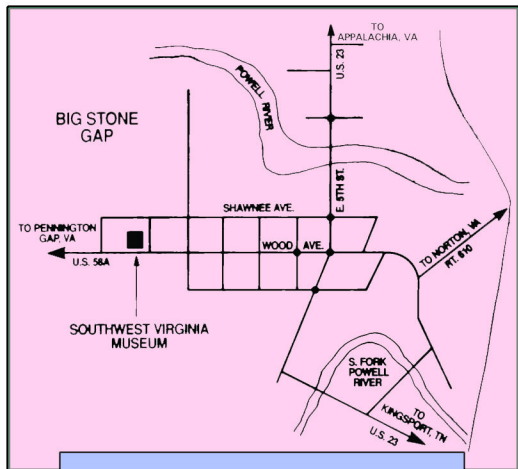 TO
APPALACHIA, VA
U.S. 23
POWELL
RIVER
BIG STONE
GAP
E. 5TH ST.
SHAWNEE AVE.
TO PENNINGTON
GAP, VA
WOOD AVE.
U.S. 58A
TO NORTON, VA
RT. 610
SOUTHWEST VIRGINIA
MUSEUM
S. FORK
POWELL
RIVER
TO
KINGSPORT, TN
U.S. 23